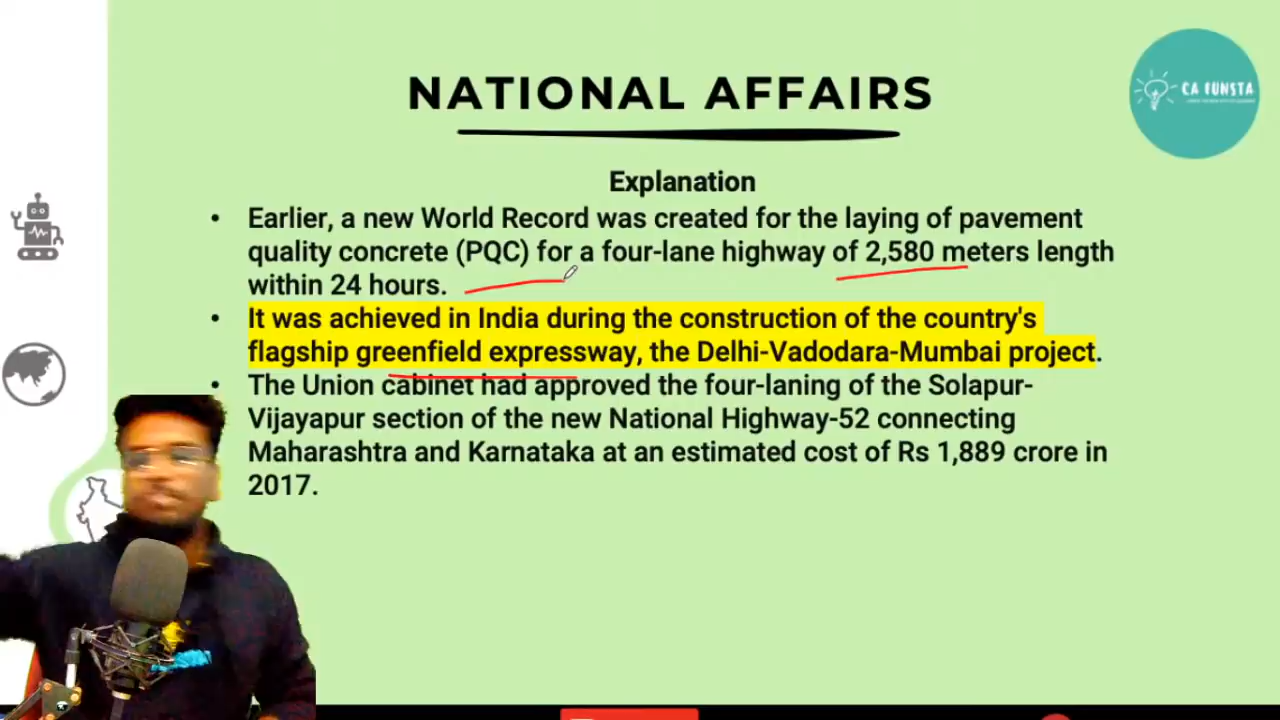 NATIONAL AFFAIRS
CA FUNSTA
Explanation
• Earlier, a new World Record was created for the laying of pavement
quality concrete (PQC) for a four-lane highway of 2,580 meters length
within 24 hours.
• It was achieved in India during the construction of the country's
flagship greenfield expressway, the Delhi-Vadodara-Mumbai project.
• The Union cabinet had approved the four-laning of the Solapur-
Vijayapur section of the new National Highway-52 connecting
Maharashtra and Karnataka at an estimated cost of Rs 1,889 crore in
2017.